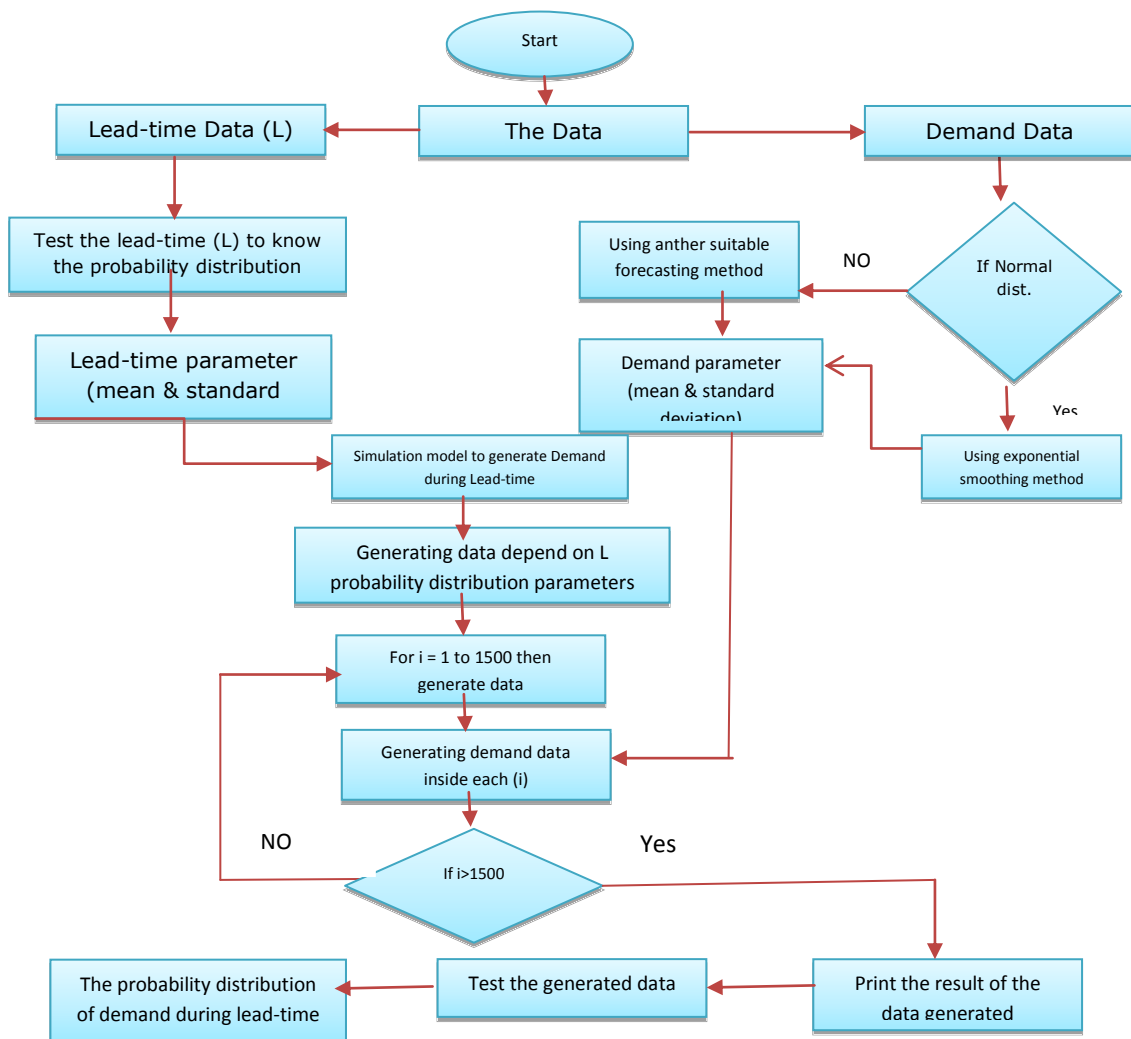 Start
Lead-time Data (L)
The Data
Demand Data
Test the lead-time (L) to know
the probability distribution
Using anther suitable
forecasting method
NO
If Normal
dist.
Lead-time parameter
(mean & standard
Demand parameter
(mean & standard
deviation)
Yes
Using exponential
smoothing method
Simulation model to generate Demand
during Lead-time
Generating data depend on L
probability distribution parameters
For i = 1 to 1500 then
generate data
Generating demand data
inside each (i)
NO
Yes
If i>1500
The probability distribution
of demand during lead-time
Test the generated data
Print the result of the
data generated